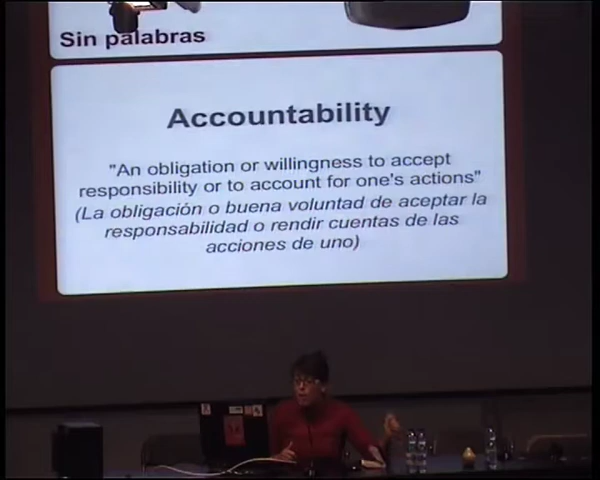 Sin palabras
Accountability
"An obligation or willingness to accept
responsibility or to account for one's actions"
(La obligación o buena voluntad de aceptar la
responsabilidad o rendir cuentas de las
acciones de uno)